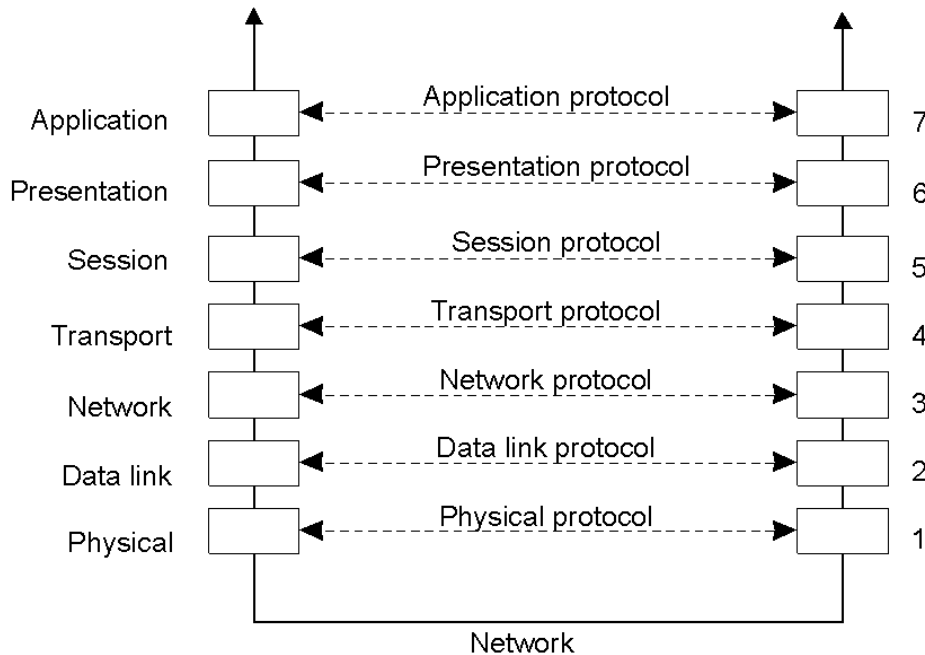 Application Application protocol 7
Presentation Presentation protocol 6
Session Session protocol 5
Transport Transport protocol 4
Network Network protocol 3
Data link Data link protocol 2
Physical Physical protocol 1
Network